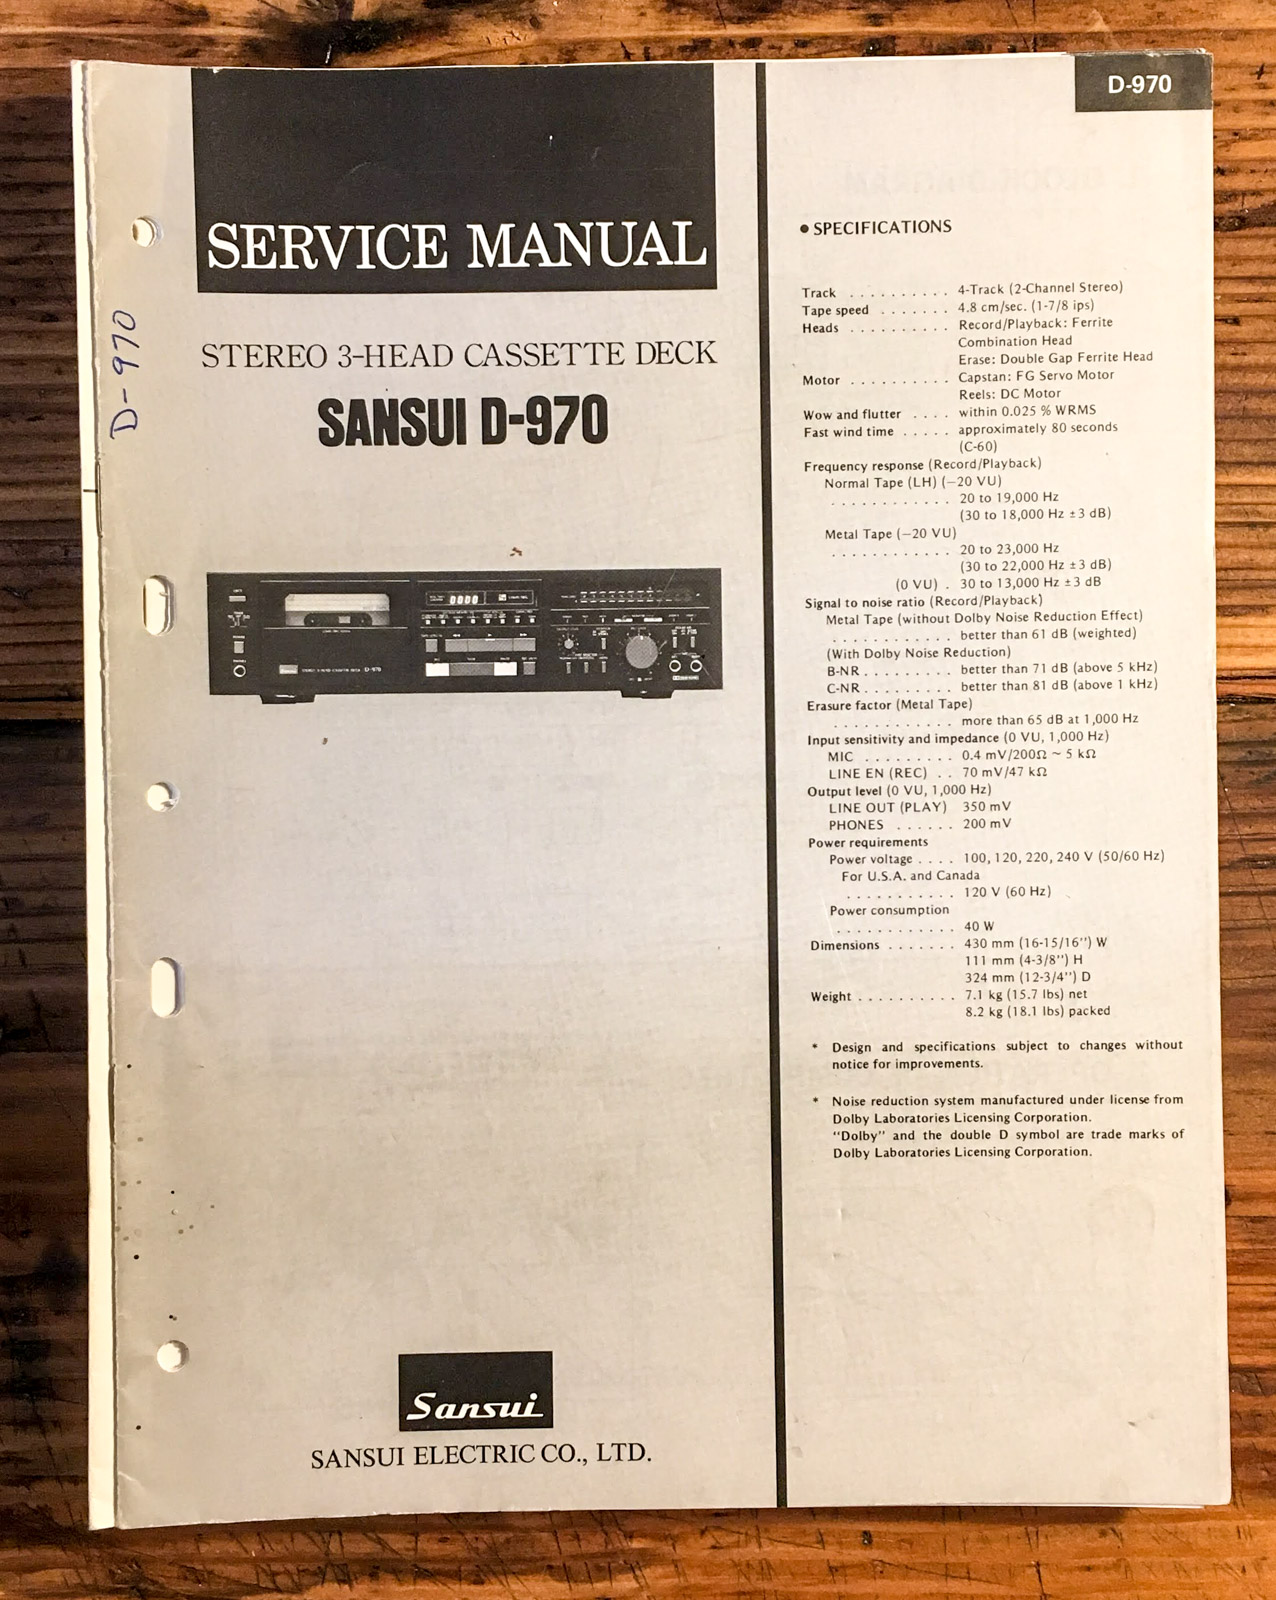 D-970
SERVICE MANUAL
D-970
STEREO 3-HEAD CASSETTE DECK
SANSUI D-970
Sansui
SANSUI ELECTRIC CO., LTD.
● SPECIFICATIONS
Track . . . . . . . . . . 4-Track (2-Channel Stereo)
Tape speed . . . . . . . 4.8 cm/sec. (1-7/8 ips)
Heads . . . . . . . . . . Record/Playback: Ferrite
Combination Head
Erase: Double Gap Ferrite Head
Motor . . . . . . . . . . Capstan: FG Servo Motor
Reels: DC Motor
Wow and flutter . . . . within 0.025 % WRMS
Fast wind time . . . . . approximately 80 seconds
(C-60)
Frequency response (Record/Playback)
Normal Tape (LH) (−20 VU)
. . . . . . . . . . . . 20 to 19,000 Hz
(30 to 18,000 Hz ±3 dB)
Metal Tape (−20 VU)
. . . . . . . . . . . . 20 to 23,000 Hz
(30 to 22,000 Hz ±3 dB)
(0 VU) . 30 to 13,000 Hz ±3 dB
Signal to noise ratio (Record/Playback)
Metal Tape (without Dolby Noise Reduction Effect)
. . . . . . . . . . . . better than 61 dB (weighted)
(With Dolby Noise Reduction)
B-NR . . . . . . . . . better than 71 dB (above 5 kHz)
C-NR . . . . . . . . . better than 81 dB (above 1 kHz)
Erasure factor (Metal Tape)
. . . . . . . . . . . . more than 65 dB at 1,000 Hz
Input sensitivity and impedance (0 VU, 1,000 Hz)
MIC . . . . . . . . . 0.4 mV/200Ω ~ 5 kΩ
LINE EN (REC) . . 70 mV/47 kΩ
Output level (0 VU, 1,000 Hz)
LINE OUT (PLAY) 350 mV
PHONES . . . . . . 200 mV
Power requirements
Power voltage . . . . 100, 120, 220, 240 V (50/60 Hz)
For U.S.A. and Canada
. . . . . . . . . . . 120 V (60 Hz)
Power consumption
. . . . . . . . . . . . 40 W
Dimensions . . . . . . . 430 mm (16-15/16") W
111 mm (4-3/8") H
324 mm (12-3/4") D
Weight . . . . . . . . . . 7.1 kg (15.7 lbs) net
8.2 kg (18.1 lbs) packed
* Design and specifications subject to changes without
notice for improvements.
* Noise reduction system manufactured under license from
Dolby Laboratories Licensing Corporation.
"Dolby" and the double D symbol are trade marks of
Dolby Laboratories Licensing Corporation.